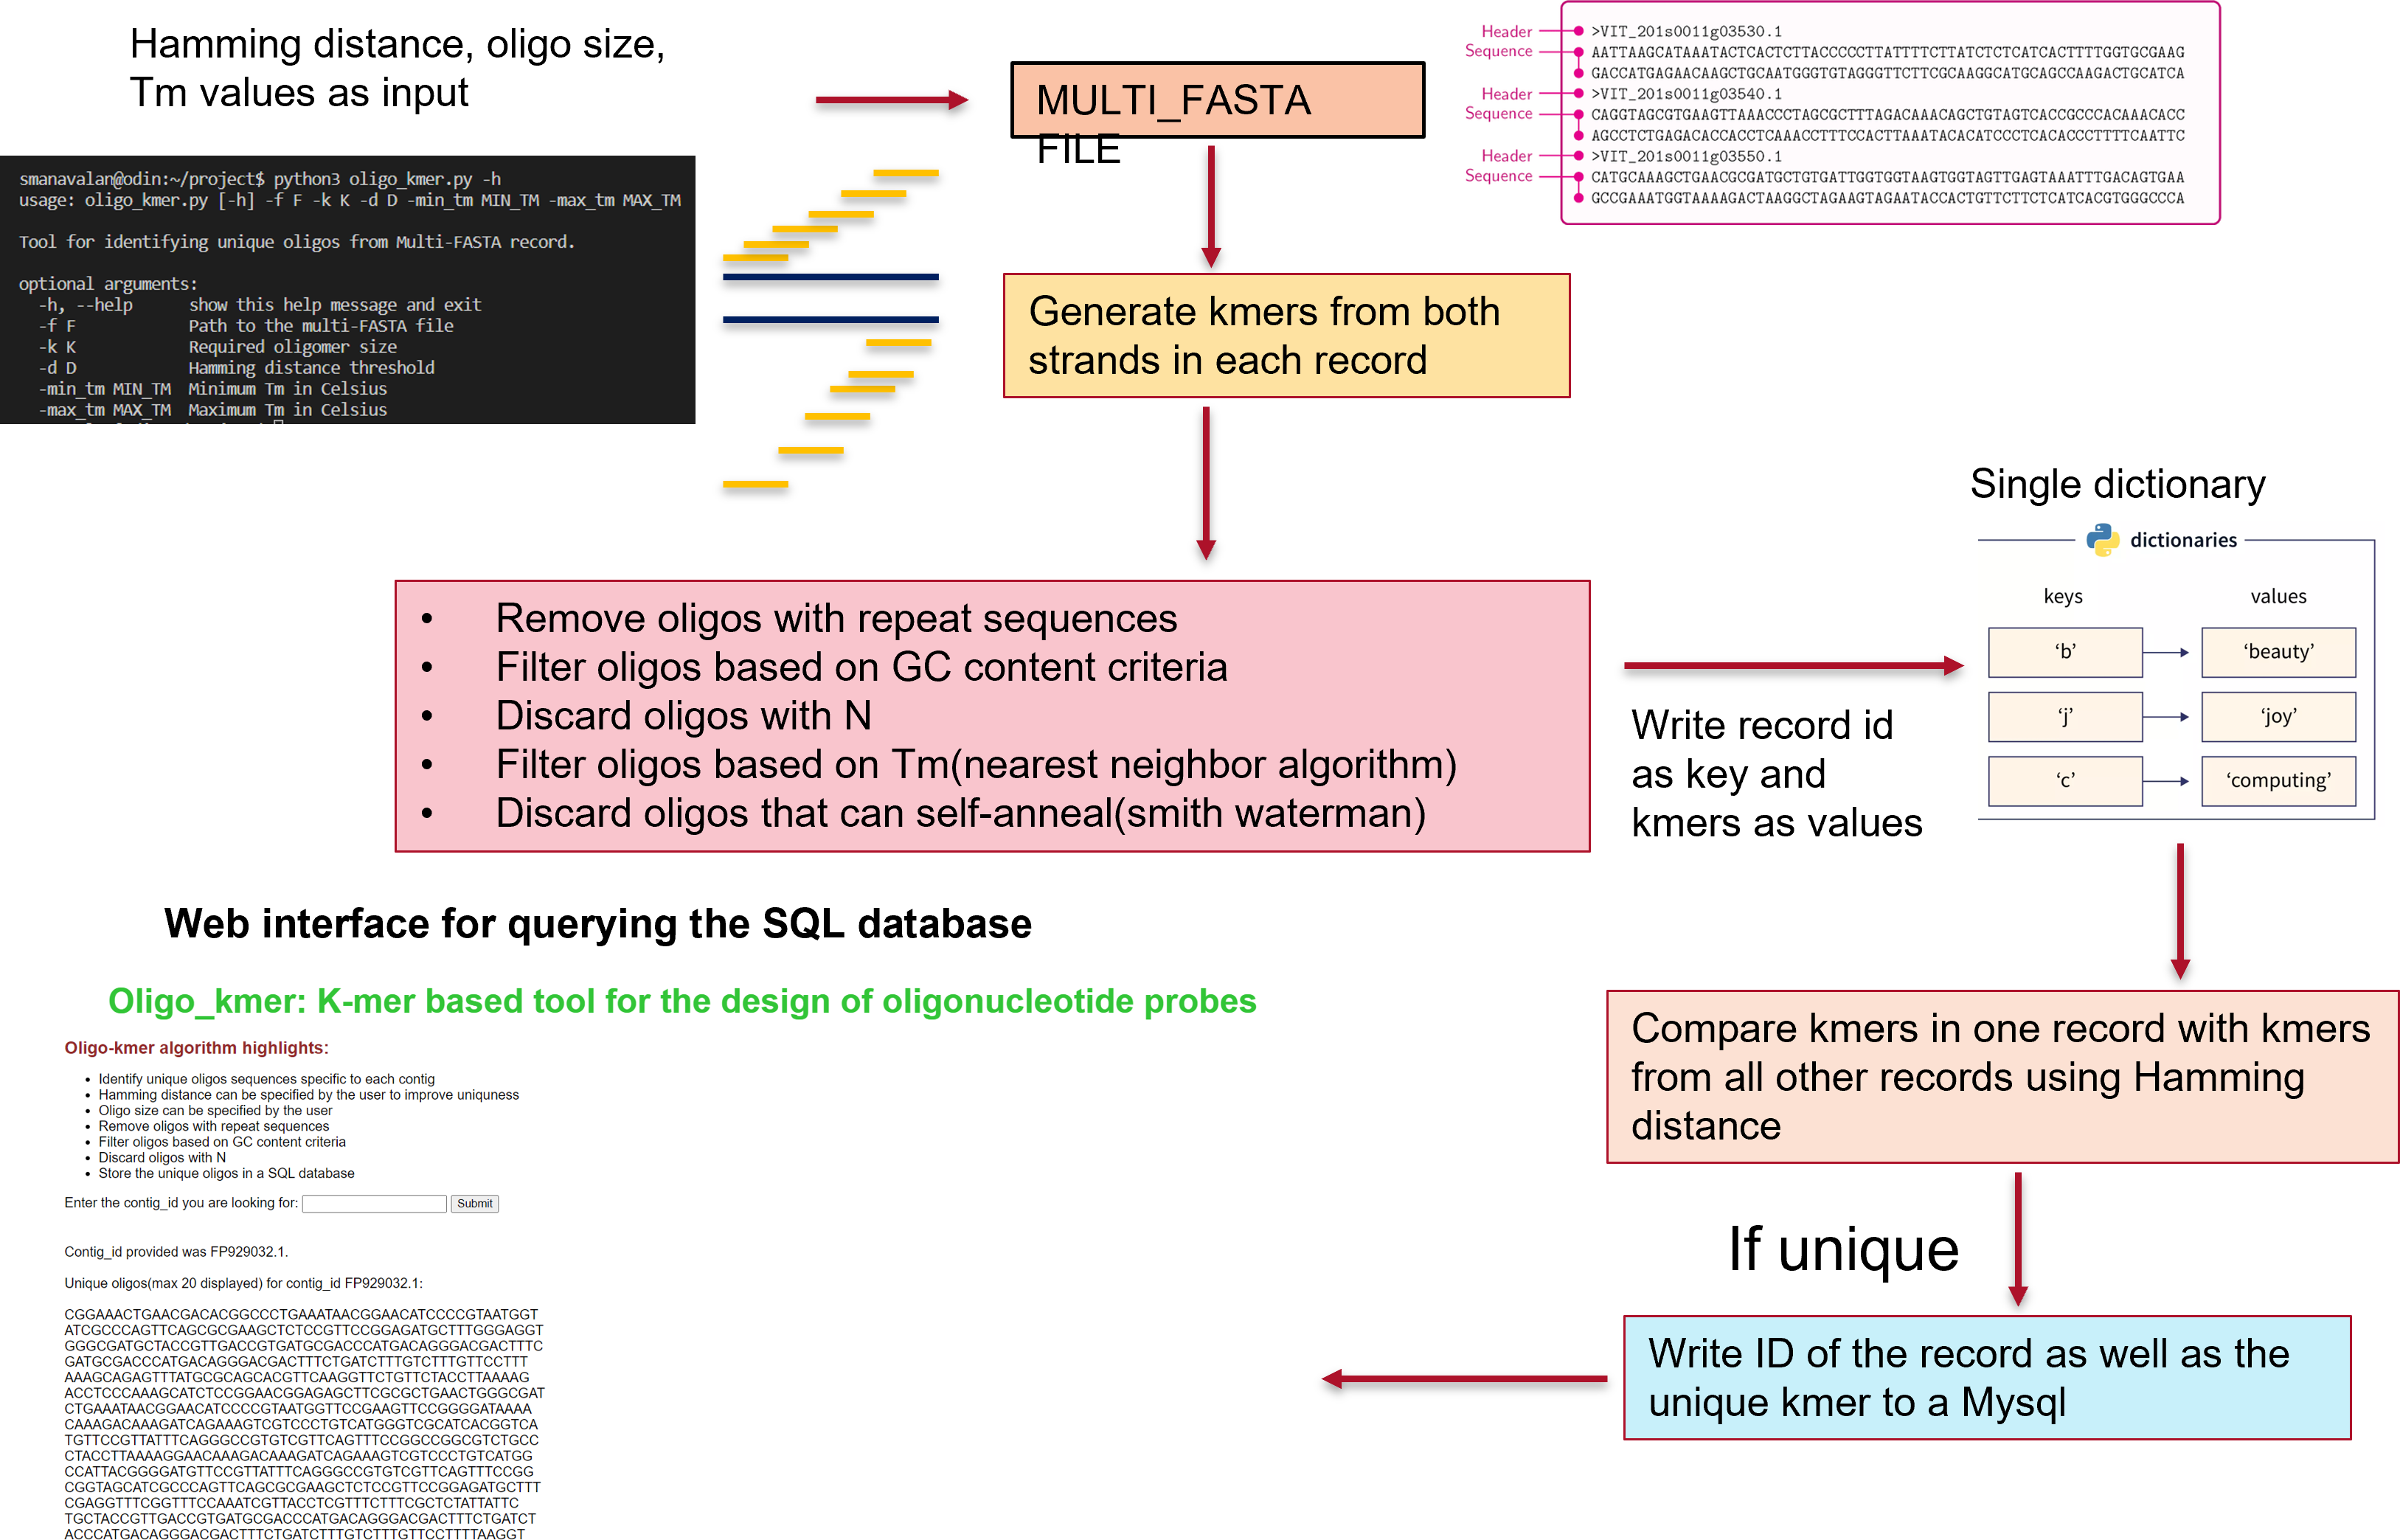 Hamming distance, oligo size,
Tm values as input
smanavalan@odin:~/project$ python3 oligo_kmer.py -h
usage: oligo_kmer.py [-h] -f F -k K -d D -min_tm MIN_TM -max_tm MAX_TM
Tool for identifying unique oligos from Multi-FASTA record.
optional arguments:
-h, --help show this help message and exit
-f F Path to the multi-FASTA file
-k K Required oligomer size
-d D Hamming distance threshold
-min_tm MIN_TM Minimum Tm in Celsius
-max_tm MAX_TM Maximum Tm in Celsius
MULTI_FASTA
FILE
Header >VIT_201s0011g03530.1
Sequence AATTAAGCATAAATACTCACTCTTACCCCCTTATTTTCTTATCTCTCATCACTTTTGGTGCGAAG
GACCATGAGAACAAGCTGCAATGGGTGTAGGGTTCTTCGCAAGGCATGCAGCCAAGACTGCATCA
Header >VIT_201s0011g03540.1
Sequence CAGGTAGCGTGAAGTTAAACCCTAGCGCTTTAGACAAACAGCTGTAGTCACCGCCCACAAACACC
AGCCTCTGAGACACCACCTCAAACCTTTCCACTTAAATACACATCCCTCACACCCTTTTCAATTC
Header >VIT_201s0011g03550.1
Sequence CATGCAAAGCTGAACGCGATGCTGTGATTGGTGGTAAGTGGTAGTTGAGTAAATTTGACAGTGAA
GCCGAAATGGTAAAAGACTAAGGCTAGAAGTAGAATACCACTGTTCTTCTCATCACGTGGGCCCA
Generate kmers from both
strands in each record
• Remove oligos with repeat sequences
• Filter oligos based on GC content criteria
• Discard oligos with N
• Filter oligos based on Tm(nearest neighbor algorithm)
• Discard oligos that can self-anneal(smith waterman)
Write record id
as key and
kmers as values
Single dictionary
dictionaries
keys values
‘b’ ‘beauty’
‘j’ ‘joy’
‘c’ ‘computing’
Compare kmers in one record with kmers
from all other records using Hamming
distance
If unique
Write ID of the record as well as the
unique kmer to a Mysql
Web interface for querying the SQL database
Oligo_kmer: K-mer based tool for the design of oligonucleotide probes
Oligo-kmer algorithm highlights:
• Identify unique oligos sequences specific to each contig
• Hamming distance can be specified by the user to improve uniquness
• Oligo size can be specified by the user
• Remove oligos with repeat sequences
• Filter oligos based on GC content criteria
• Discard oligos with N
• Store the unique oligos in a SQL database
Enter the contig_id you are looking for: Submit
Contig_id provided was FP929032.1.
Unique oligos(max 20 displayed) for contig_id FP929032.1:
CGGAAACTGAACGACACGGCCCTGAAATAACGGAACATCCCCGTAATGGT
ATCGCCCAGTTCAGCGCGAAGCTCTCCGTTCCGGAGATGCTTTGGGAGGT
GGGCGATGCTACCGTTGACCGTGATGCGACCCATGACAGGGACGACTTTC
GATGCGACCCATGACAGGGACGACTTTCTGATCTTTGTCTTTGTTCCTTT
AAAGCAGAGTTTATGCGCAGCACGTTCAAGGTTCTGTTCTACCTTAAAAG
ACCTCCCAAAGCATCTCCGGAACGGAGAGCTTCGCGCTGAACTGGGCGAT
CTGAAATAACGGAACATCCCCGTAATGGTTCCGAAGTTCCGGGGATAAAA
CAAAGACAAAGATCAGAAAGTCGTCCCTGTCATGGGTCGCATCACGGTCA
TGTTCCGTTATTTCAGGGCCGTGTCGTTCAGTTTCCGGCCGGCGTCTGCC
CTACCTTAAAAGGAACAAAGACAAAGATCAGAAAGTCGTCCCTGTCATGG
CCATTACGGGGATGTTCCGTTATTTCAGGGCCGTGTCGTTCAGTTTCCGG
CGGTAGCATCGCCCAGTTCAGCGCGAAGCTCTCCGTTCCGGAGATGCTTT
CGAGGTTTCGGTTTCCAAATCGTTACCTCGTTTCTTTCGCTCTATTATTC
TGCTACCGTTGACCGTGATGCGACCCATGACAGGGACGACTTTCTGATCT
ACCCATGACAGGGACGACTTTCTGATCTTTGTCTTTGTTCCTTTTAAGGT